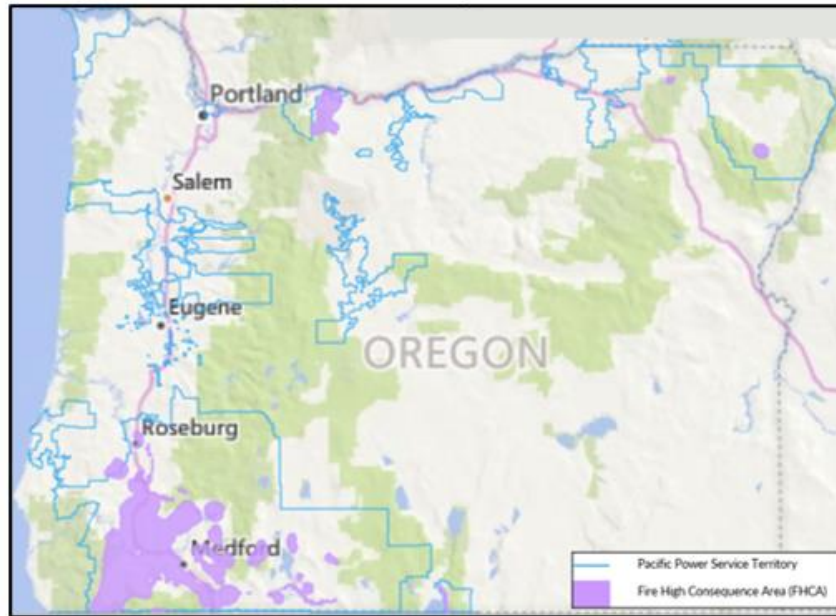 Portland
Salem
Eugene
OREGON
Roseburg
Medford
Pacific Power Service Territory
Fire High Consequence Area (FHCA)